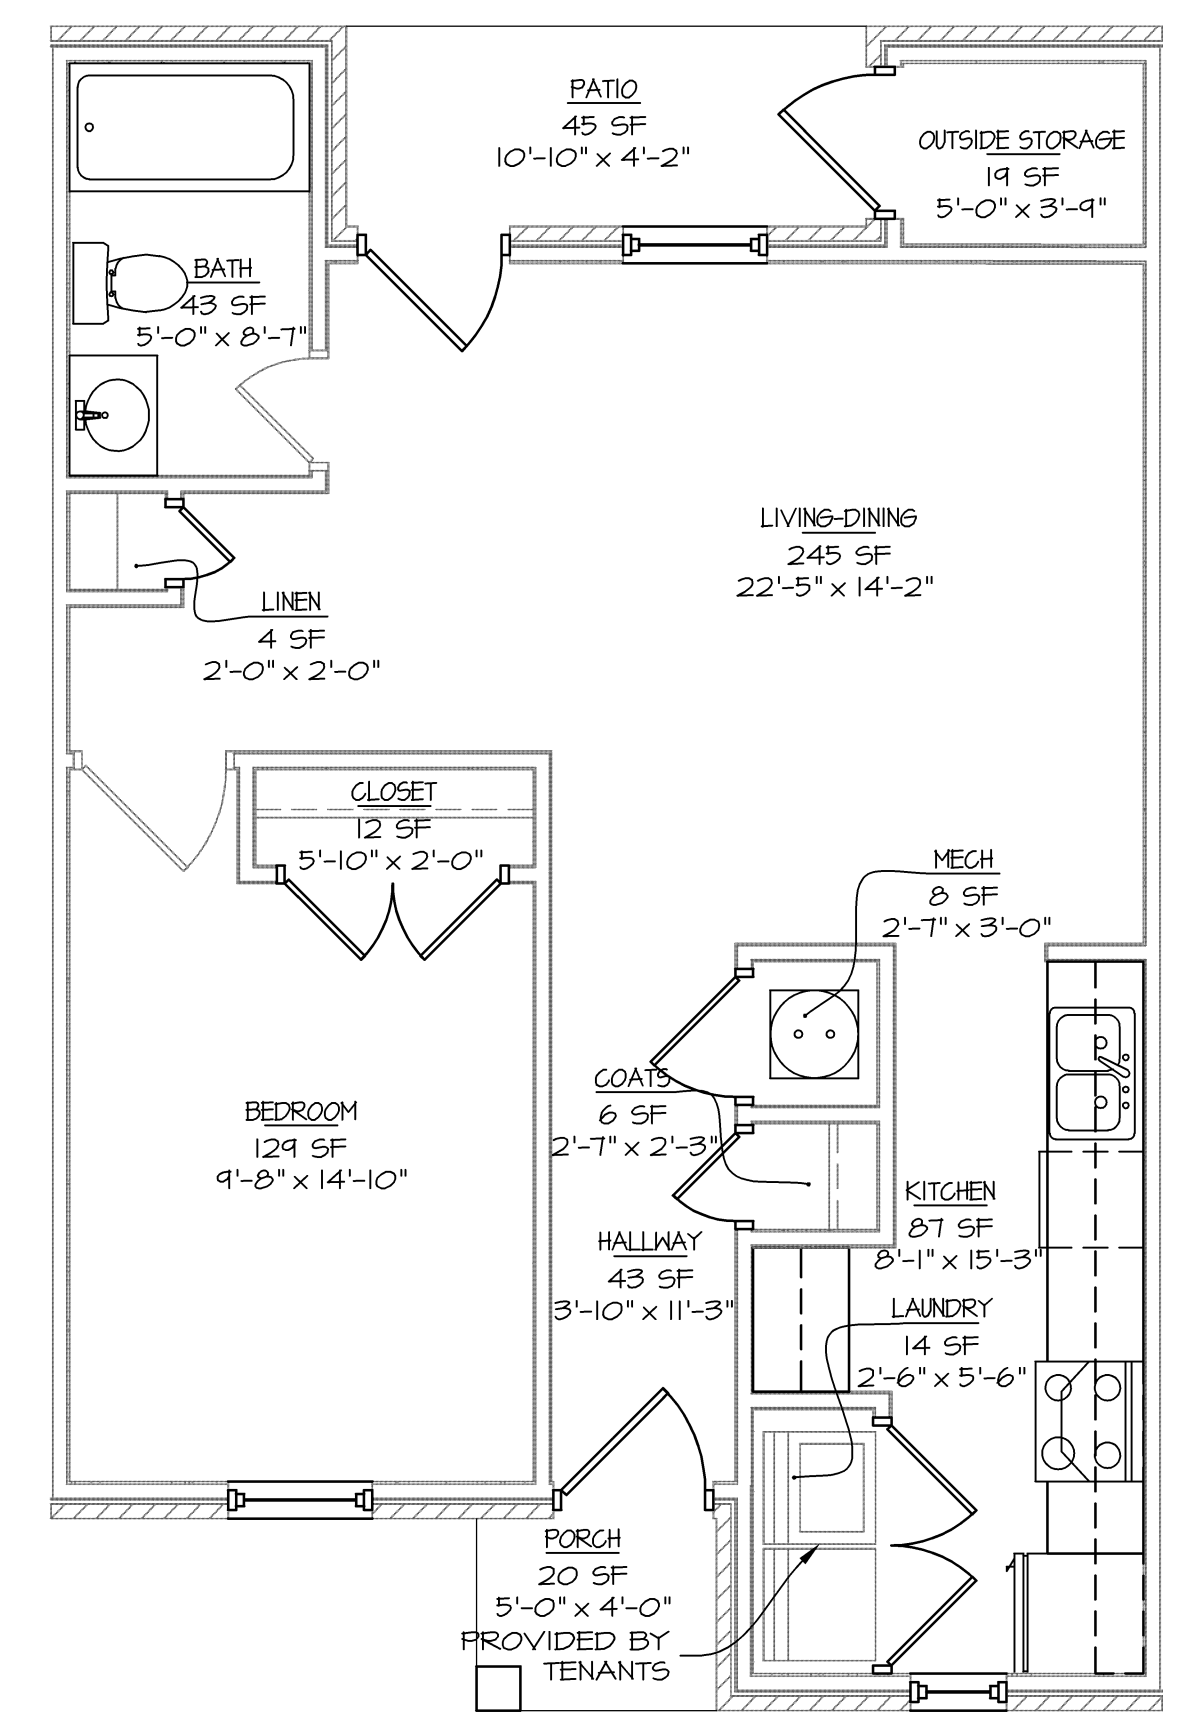 PATIO
45 SF
10'-10" x 4'-2"
OUTSIDE STORAGE
19 SF
5'-0" x 3'-9"
BATH
43 SF
5'-0" x 8'-7"
LIVING-DINING
245 SF
22'-5" x 14'-2"
LINEN
4 SF
2'-0" x 2'-0"
CLOSET
12 SF
5'-10" x 2'-0"
MECH
8 SF
2'-7" x 3'-0"
COATS
6 SF
2'-7" x 2'-3"
BEDROOM
129 SF
9'-8" x 14'-10"
KITCHEN
87 SF
8'-1" x 15'-3"
HALLWAY
43 SF
3'-10" x 11'-3"
LAUNDRY
14 SF
2'-6" x 5'-6"
PORCH
20 SF
5'-0" x 4'-0"
PROVIDED BY
TENANTS